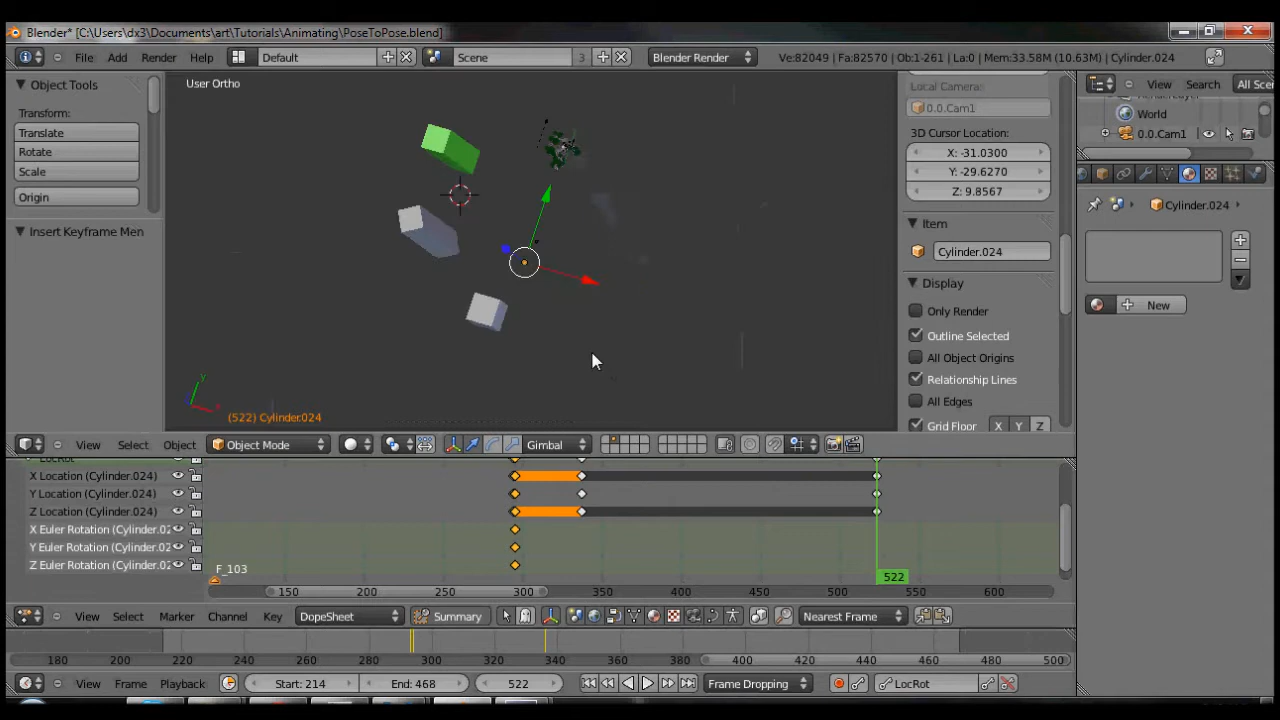 Blender* [C:\Users\dx3\Documents\art\Tutorials\Animating\PoseToPose.blend]
File Add Render Help Default Scene 3 Blender Render Ve:82049 | Fa:82570 | Ob:1-261 | La:0 | Mem:33.58M (10.63M) | Cylinder.024
Object Tools
Transform:
Translate
Rotate
Scale
Origin
Insert Keyframe Men
User Ortho
y
x
(522) Cylinder.024
Local Camera:
0.0.Cam1
3D Cursor Location:
X: -31.0300
Y: -29.6270
Z: 9.8567
Item
Cylinder.024
Display
Only Render
Outline Selected
All Object Origins
Relationship Lines
All Edges
Grid Floor X Y Z
View Search All Scen
World
0.0.Cam1
Cylinder.024
New
View Select Object Object Mode Gimbal
LocRot
X Location (Cylinder.024)
Y Location (Cylinder.024)
Z Location (Cylinder.024)
X Euler Rotation (Cylinder.02
Y Euler Rotation (Cylinder.02
Z Euler Rotation (Cylinder.02
F_103
522
150 200 250 300 350 400 450 500 550 600
View Select Marker Channel Key DopeSheet Summary Nearest Frame
180 200 220 240 260 280 300 320 340 360 380 400 420 440 460 480 500
View Frame Playback Start: 214 End: 468 522 Frame Dropping LocRot